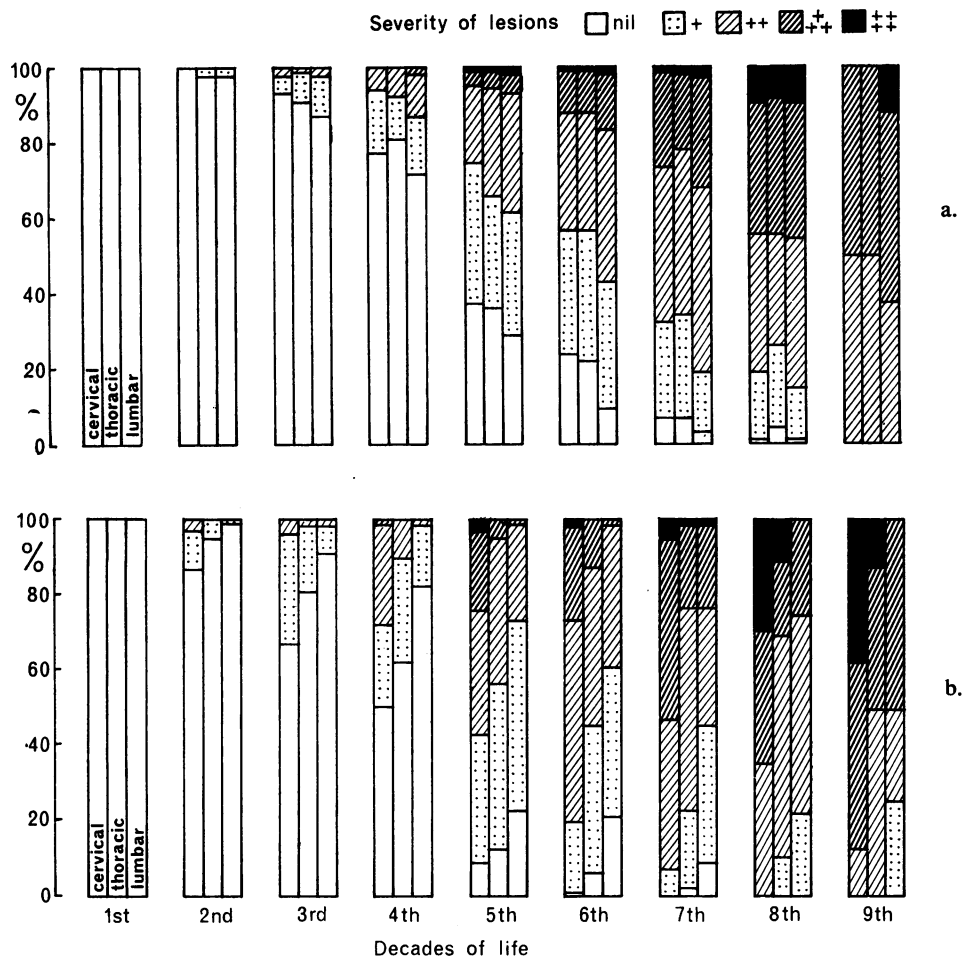 Severity of lesions nil + ++ +++ ++++
100
%
80
60
40
20
0
cervical
thoracic
lumbar
a.
100
%
80
60
40
20
0
cervical
thoracic
lumbar
b.
1st 2nd 3rd 4th 5th 6th 7th 8th 9th
Decades of life